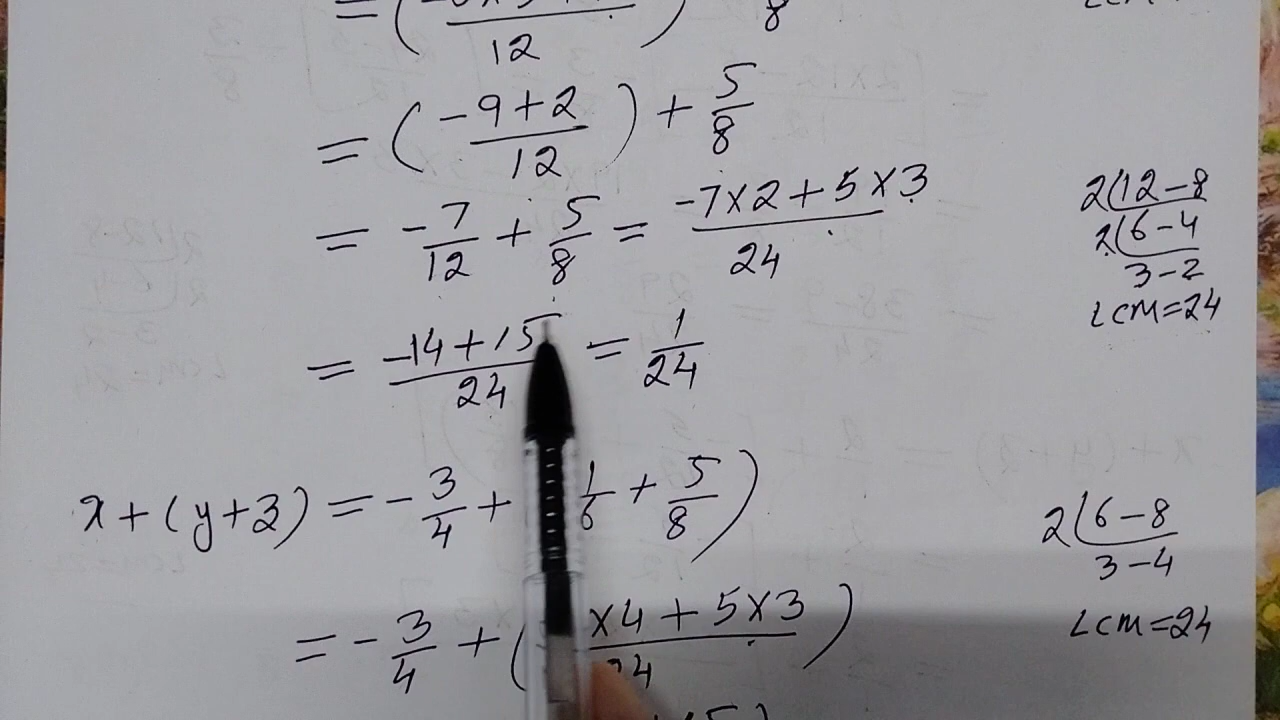 12
8
= (-9+2/12) + 5/8
= -7/12 + 5/8 = -7×2+5×3/24
2(12-8
2(6-4
3-2
LCM=24
= -14+15/24 = 1/24
x+(y+z) = -3/4 + 1/6 + 5/8)
2(6-8
3-4
= -3/4 + ( ×4+5×3/24)
LCM=24